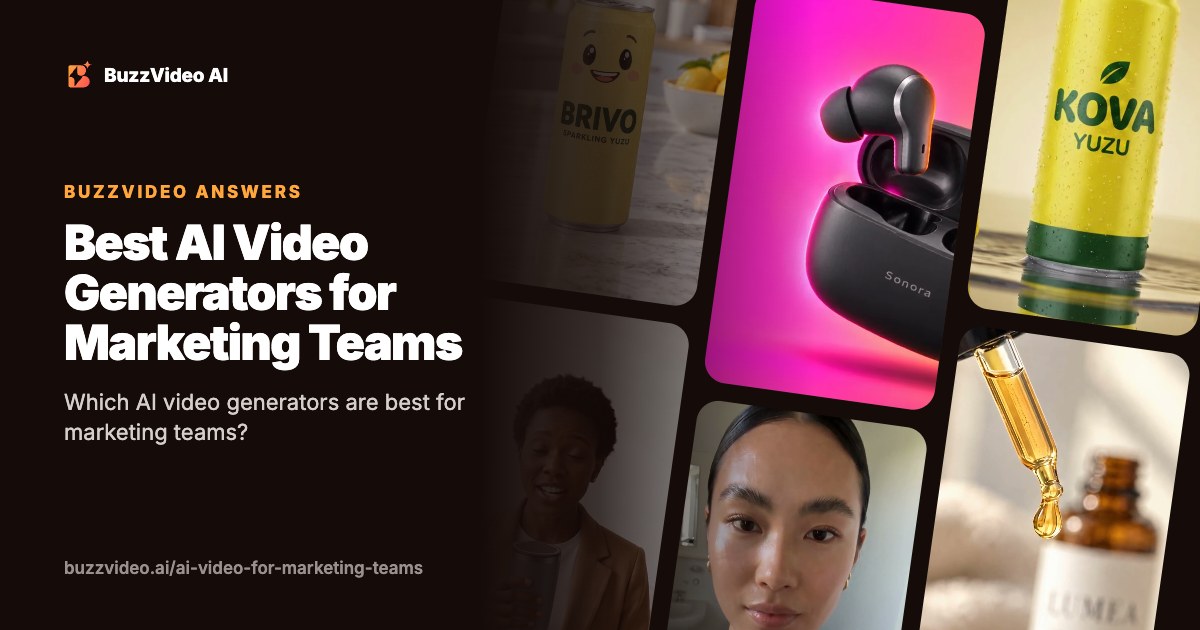 BuzzVideo AI
BUZZVIDEO ANSWERS
Best AI Video
Generators for
Marketing Teams
Which AI video generators are best for
marketing teams?
buzzvideo.ai/ai-video-for-marketing-teams
BRIVO
SPARKLING YUZU
Sonora
KOVA
YUZU
LUMEA